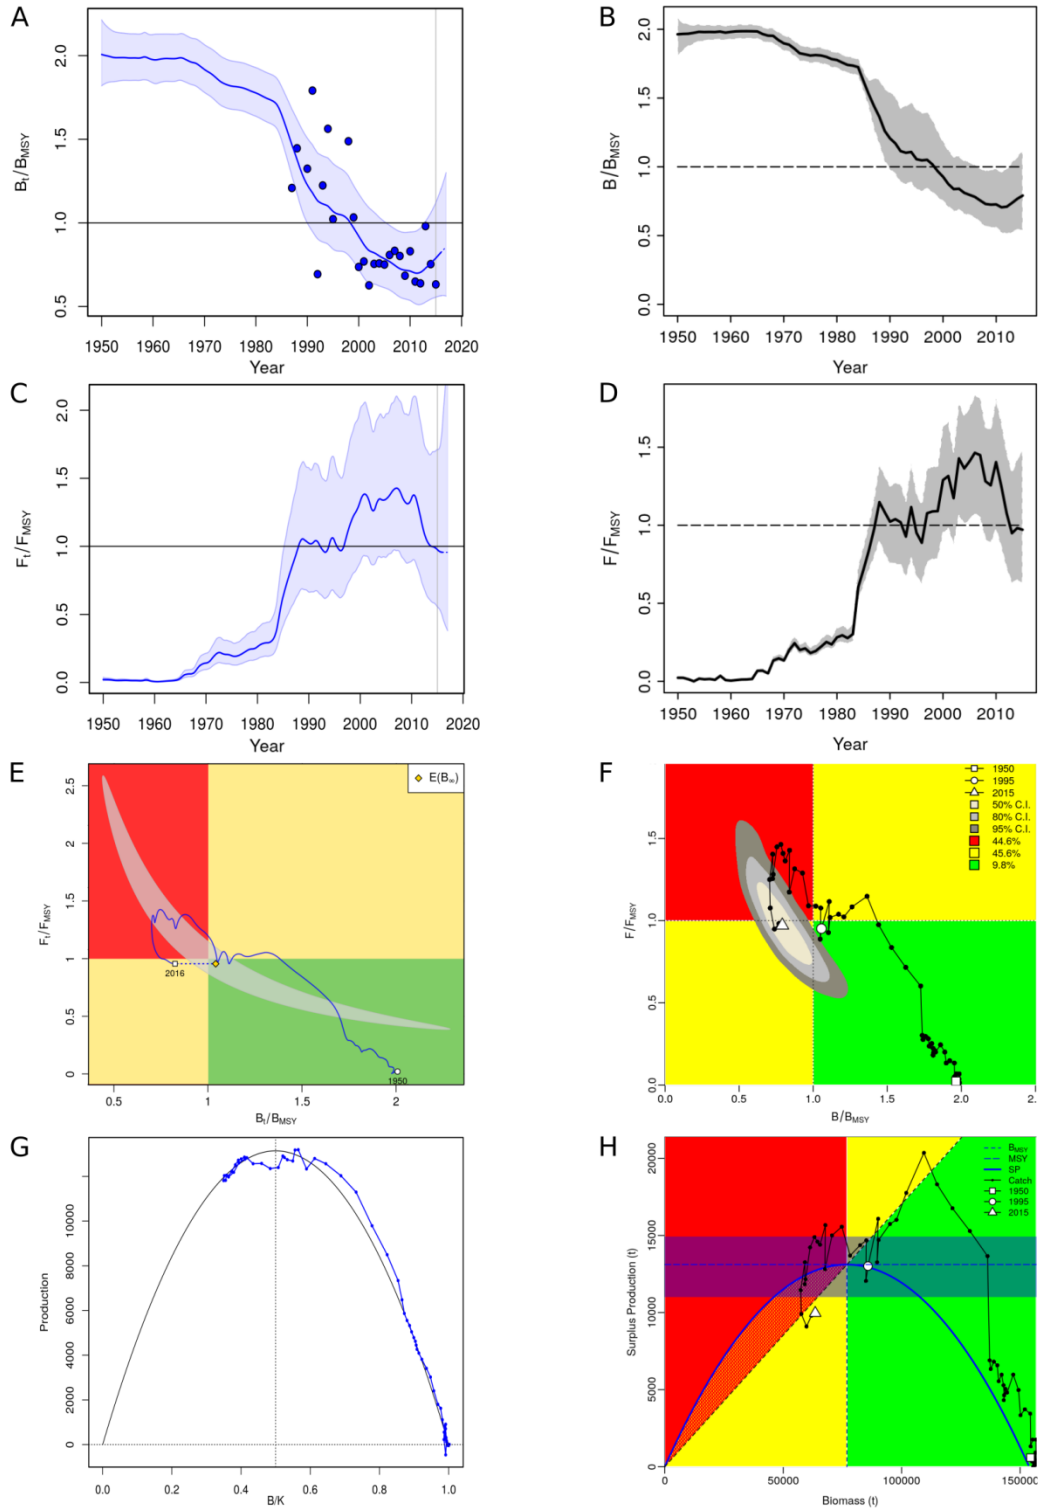 A
B
2.0
1.5
1.0
0.5
Bt/BMSY
1950 1960 1970 1980 1990 2000 2010 2020
Year
2.0
1.5
1.0
0.5
0.0
B/BMSY
1950 1960 1970 1980 1990 2000 2010
Year
C
D
2.0
1.5
1.0
0.5
0.0
Ft/FMSY
1950 1960 1970 1980 1990 2000 2010 2020
Year
1.5
1.0
0.5
0.0
F/FMSY
1950 1960 1970 1980 1990 2000 2010
Year
E
F
E(B∞)
2.5
2
1.5
1
0.5
0
Ft/FMSY
2016
1950
0.5 1 1.5 2
Bt/BMSY
1950
1995
2015
50% C.I.
80% C.I.
95% C.I.
44.6%
45.6%
9.8%
1.5
1.0
0.5
0.0
F/FMSY
0.0 0.5 1.0 1.5 2.0 2.
B/BMSY
G
H
10000
8000
6000
4000
2000
0
Production
0.0 0.2 0.4 0.6 0.8 1.0
B/K
BMSY
MSY
SP
Catch
1950
1995
2015
20000
15000
10000
5000
0
Surplus Production (t)
0 50000 100000 150000
Biomass (t)